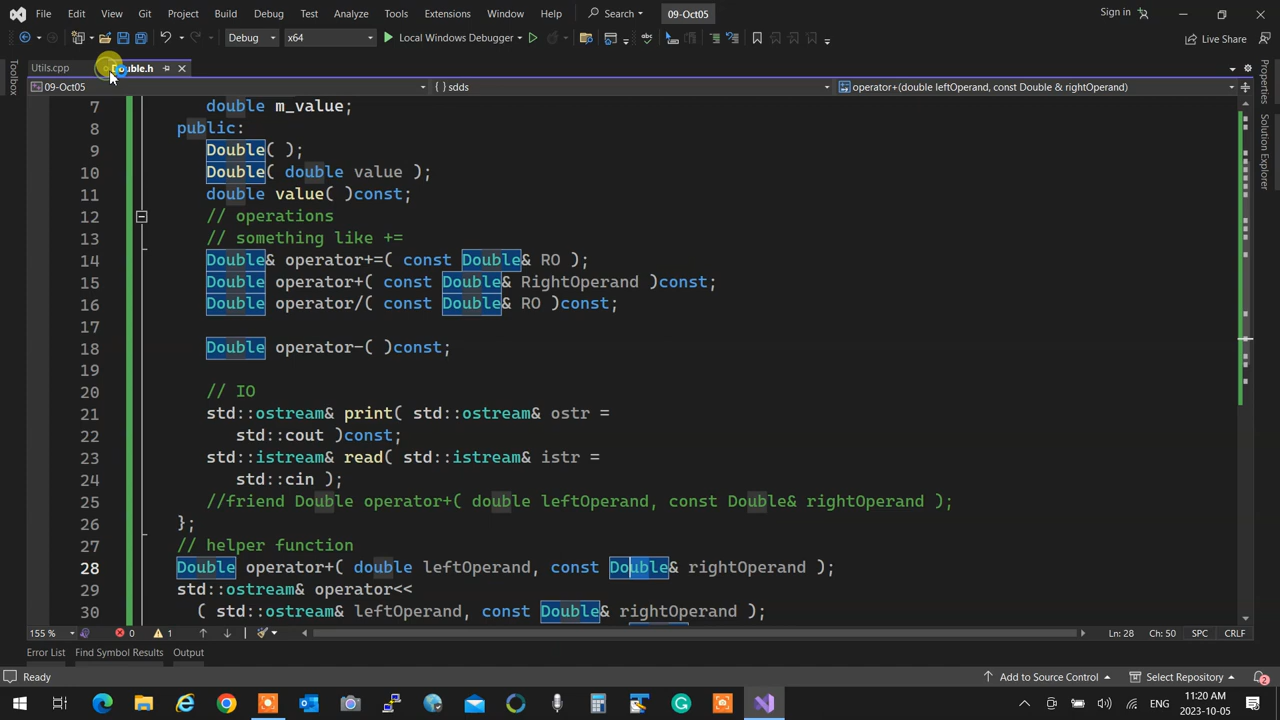 File Edit View Git Project Build Debug Test Analyze Tools Extensions Window Help Search 09-Oct05 Sign in
Debug x64 Local Windows Debugger Live Share
Utils.cpp Double.h
09-Oct05 { } sdds operator+(double leftOperand, const Double & rightOperand)
Toolbox
Properties
Solution Explorer
7 double m_value;
8 public:
9 Double( );
10 Double( double value );
11 double value( )const;
12 // operations
13 // something like +=
14 Double& operator+=( const Double& RO );
15 Double operator+( const Double& RightOperand )const;
16 Double operator/( const Double& RO )const;
17
18 Double operator-( )const;
19
20 // IO
21 std::ostream& print( std::ostream& ostr =
22 std::cout )const;
23 std::istream& read( std::istream& istr =
24 std::cin );
25 //friend Double operator+( double leftOperand, const Double& rightOperand );
26 };
27 // helper function
28 Double operator+( double leftOperand, const Double& rightOperand );
29 std::ostream& operator<<
30 ( std::ostream& leftOperand, const Double& rightOperand );
155 % 0 1 Ln: 28 Ch: 50 SPC CRLF
Error List Find Symbol Results Output
Ready Add to Source Control Select Repository 2
ENG 11:20 AM 2023-10-05